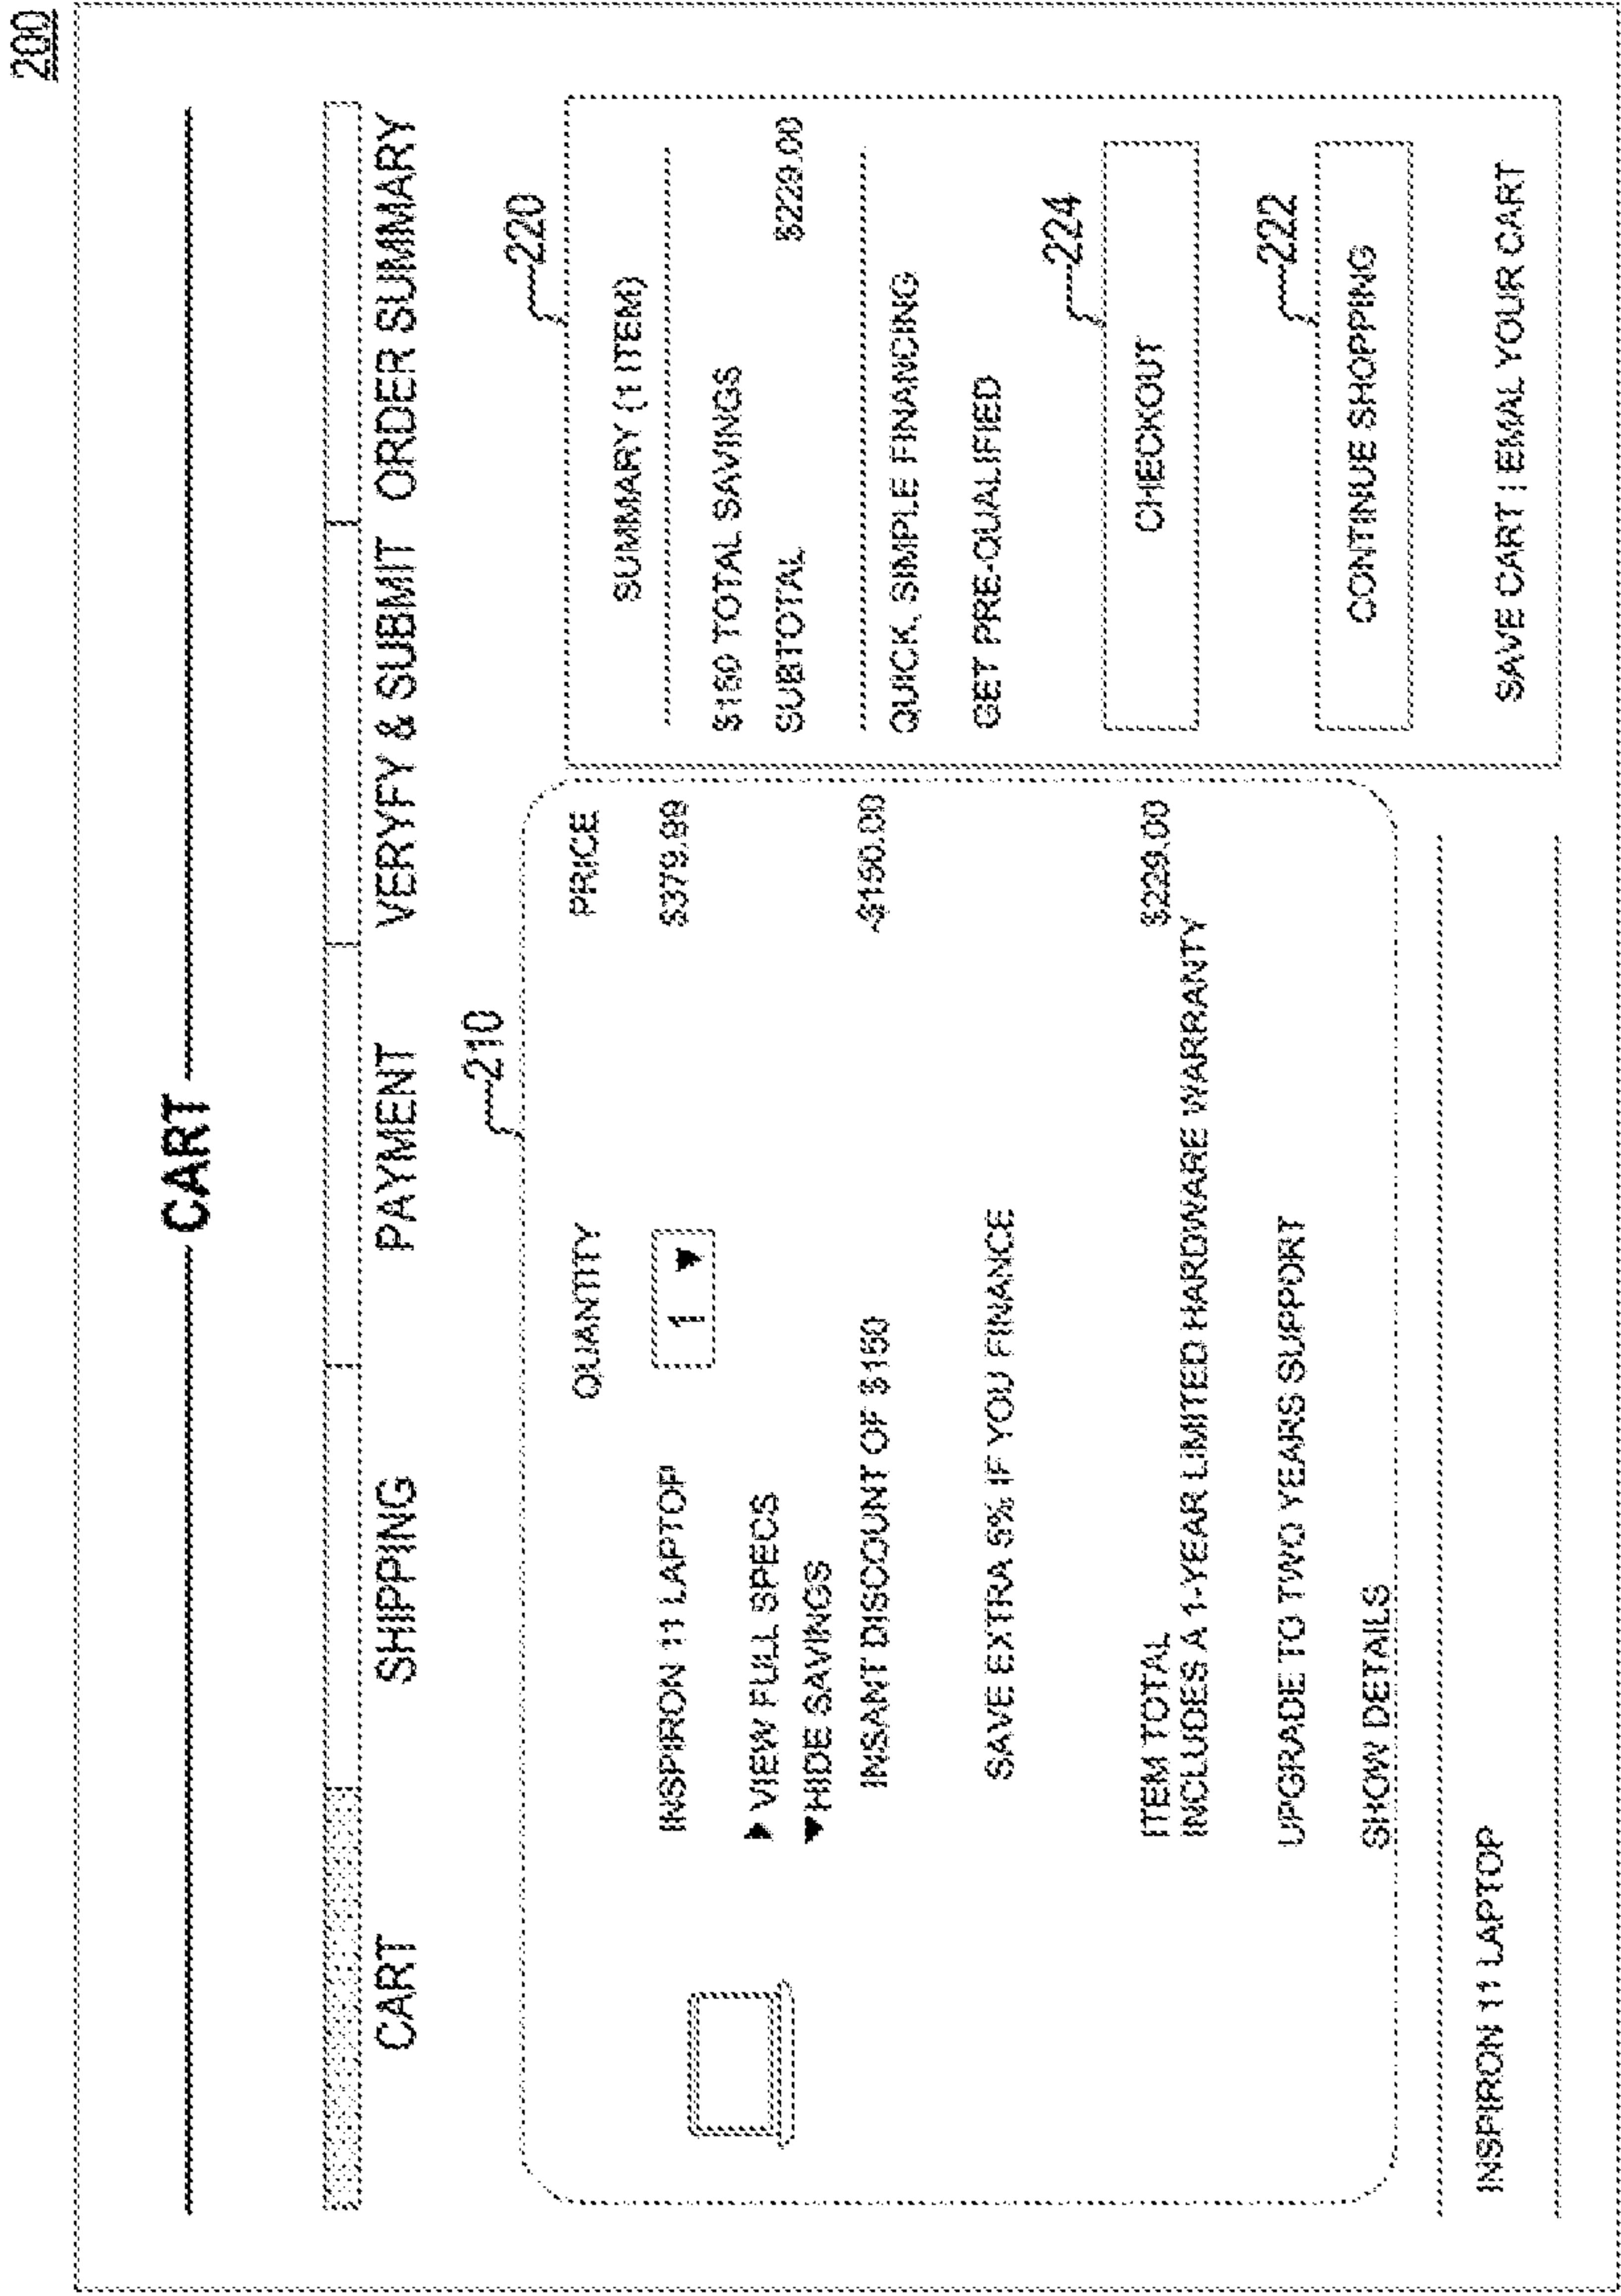 200
CART
CART SHIPPING PAYMENT VERYFY & SUBMIT ORDER SUMMARY
210
QUANTITY PRICE
INSPIRON 11 LAPTOP 1 ▼ $379.99
▶ VIEW FULL SPECS
▼HIDE SAVINGS
INSANT DISCOUNT OF $150 -$150.00
SAVE EXTRA 5% IF YOU FINANCE
ITEM TOTAL $229.00
INCLUDES A 1-YEAR LIMITED HARDWARE WARRANTY
UPGRADE TO TWO YEARS SUPPORT
SHOW DETAILS
220
SUMMARY (1 ITEM)
$150 TOTAL SAVINGS
SUBTOTAL $229.00
QUICK, SIMPLE FINANCING
GET PRE-QUALIFIED
224
CHECKOUT
222
CONTINUE SHOPPING
SAVE CART | EMAL YOUR CART
INSPIRON 11 LAPTOP